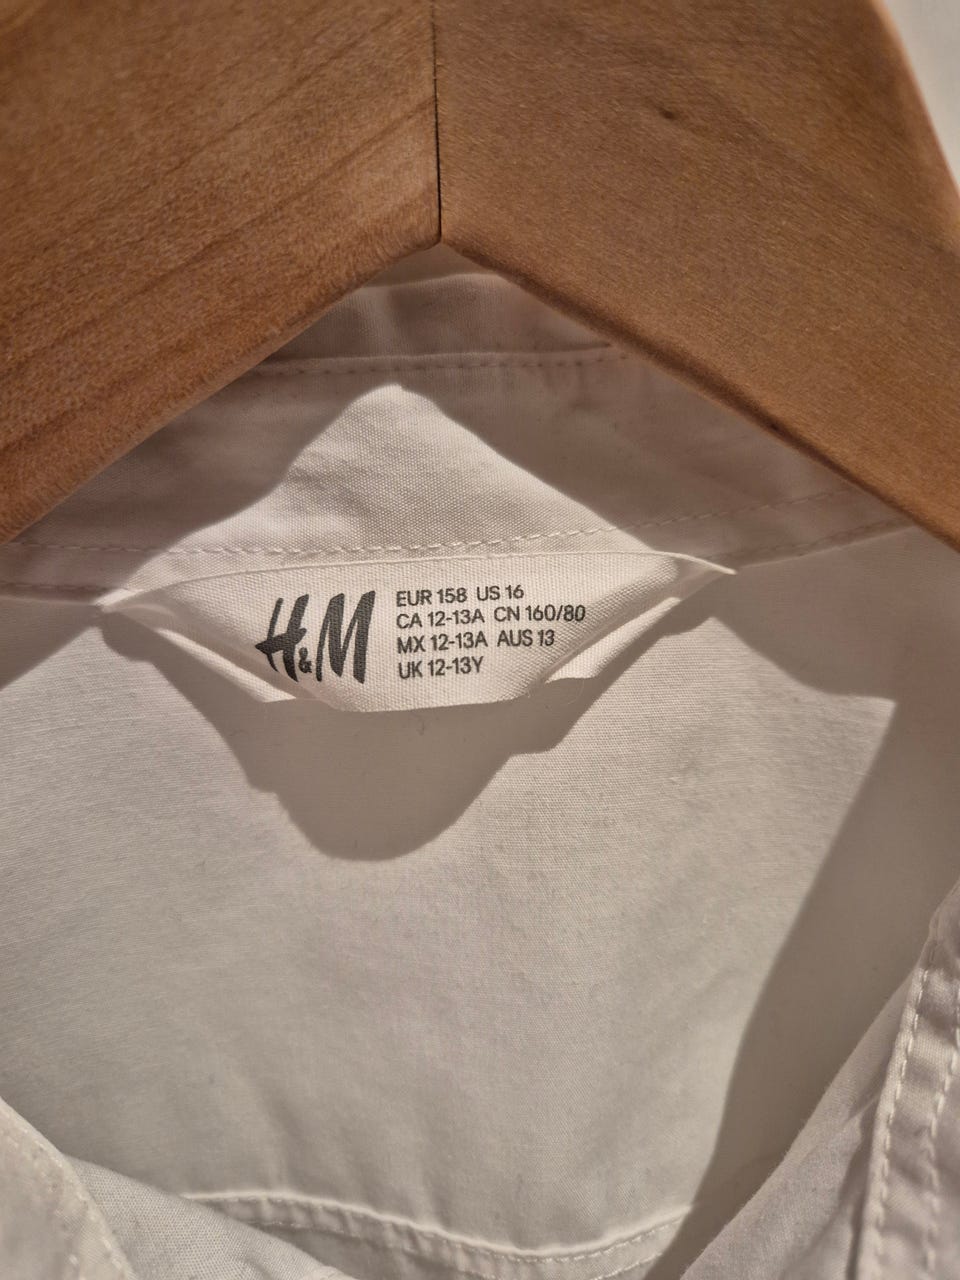 H&M
EUR 158 US 16
CA 12-13A CN 160/80
MX 12-13A AUS 13
UK 12-13Y